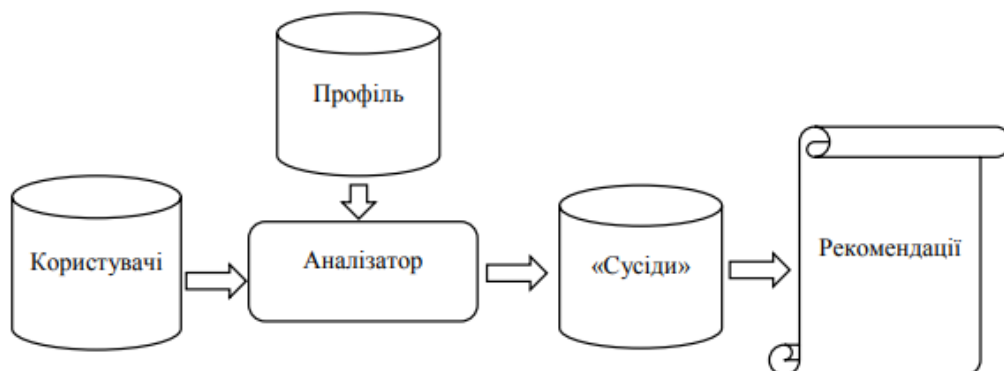 Профіль
Користувачі
Аналізатор
«Сусіди»
Рекомендації